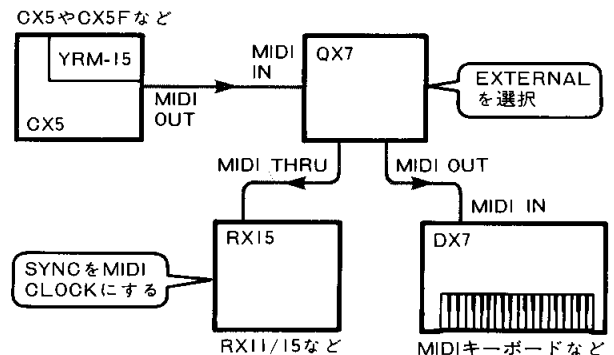 CX5やCX5Fなど
YRM-15
CX5
MIDI
OUT
MIDI
IN
QX7
EXTERNAL
を選択
MIDI THRU
MIDI OUT
MIDI IN
RX15
DX7
SYNCをMIDI
CLOCKにする
RX11/15など
MIDIキーボードなど